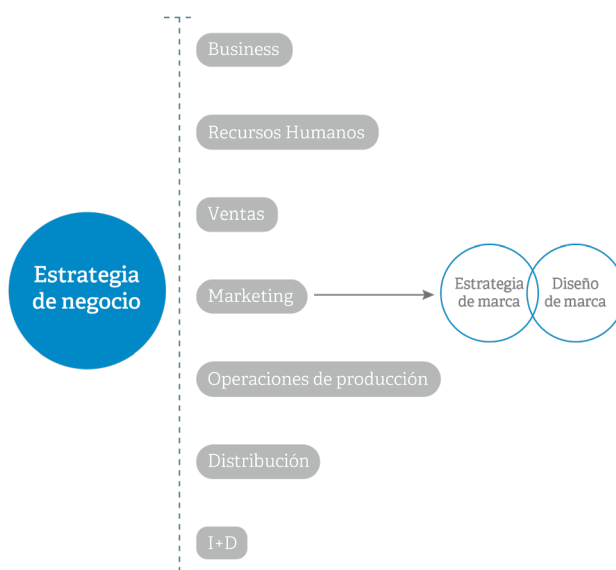 Business
Recursos Humanos
Ventas
Estrategia
de negocio
Marketing
Estrategia
de marca
Diseño
de marca
Operaciones de producción
Distribución
I+D